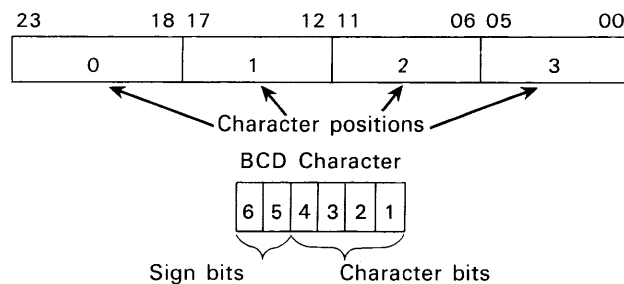 23 18 17 12 11 06 05 00
0 1 2 3
Character positions
BCD Character
6 5 4 3 2 1
Sign bits Character bits